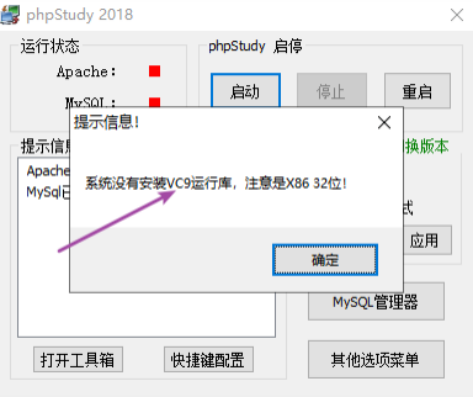 phpStudy 2018
运行状态
Apache:
MySQL:
phpStudy 启停
启动
停止
重启
提示信息!
提示信息
换版本
Apache
MySql已
系统没有安装VC9运行库，注意是X86 32位!
式
应用
确定
MySQL管理器
打开工具箱
快捷键配置
其他选项菜单